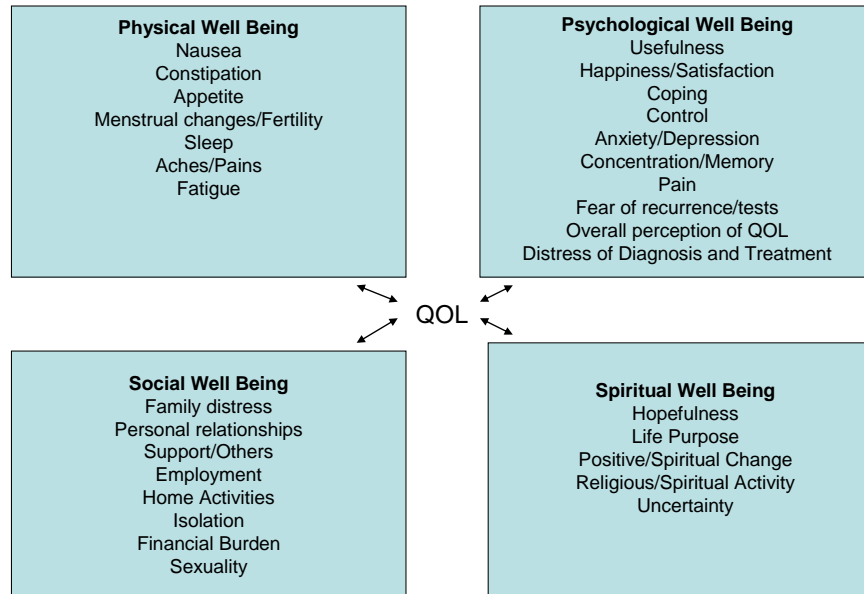 Physical Well Being
Nausea
Constipation
Appetite
Menstrual changes/Fertility
Sleep
Aches/Pains
Fatigue
Psychological Well Being
Usefulness
Happiness/Satisfaction
Coping
Control
Anxiety/Depression
Concentration/Memory
Pain
Fear of recurrence/tests
Overall perception of QOL
Distress of Diagnosis and Treatment
QOL
Social Well Being
Family distress
Personal relationships
Support/Others
Employment
Home Activities
Isolation
Financial Burden
Sexuality
Spiritual Well Being
Hopefulness
Life Purpose
Positive/Spiritual Change
Religious/Spiritual Activity
Uncertainty